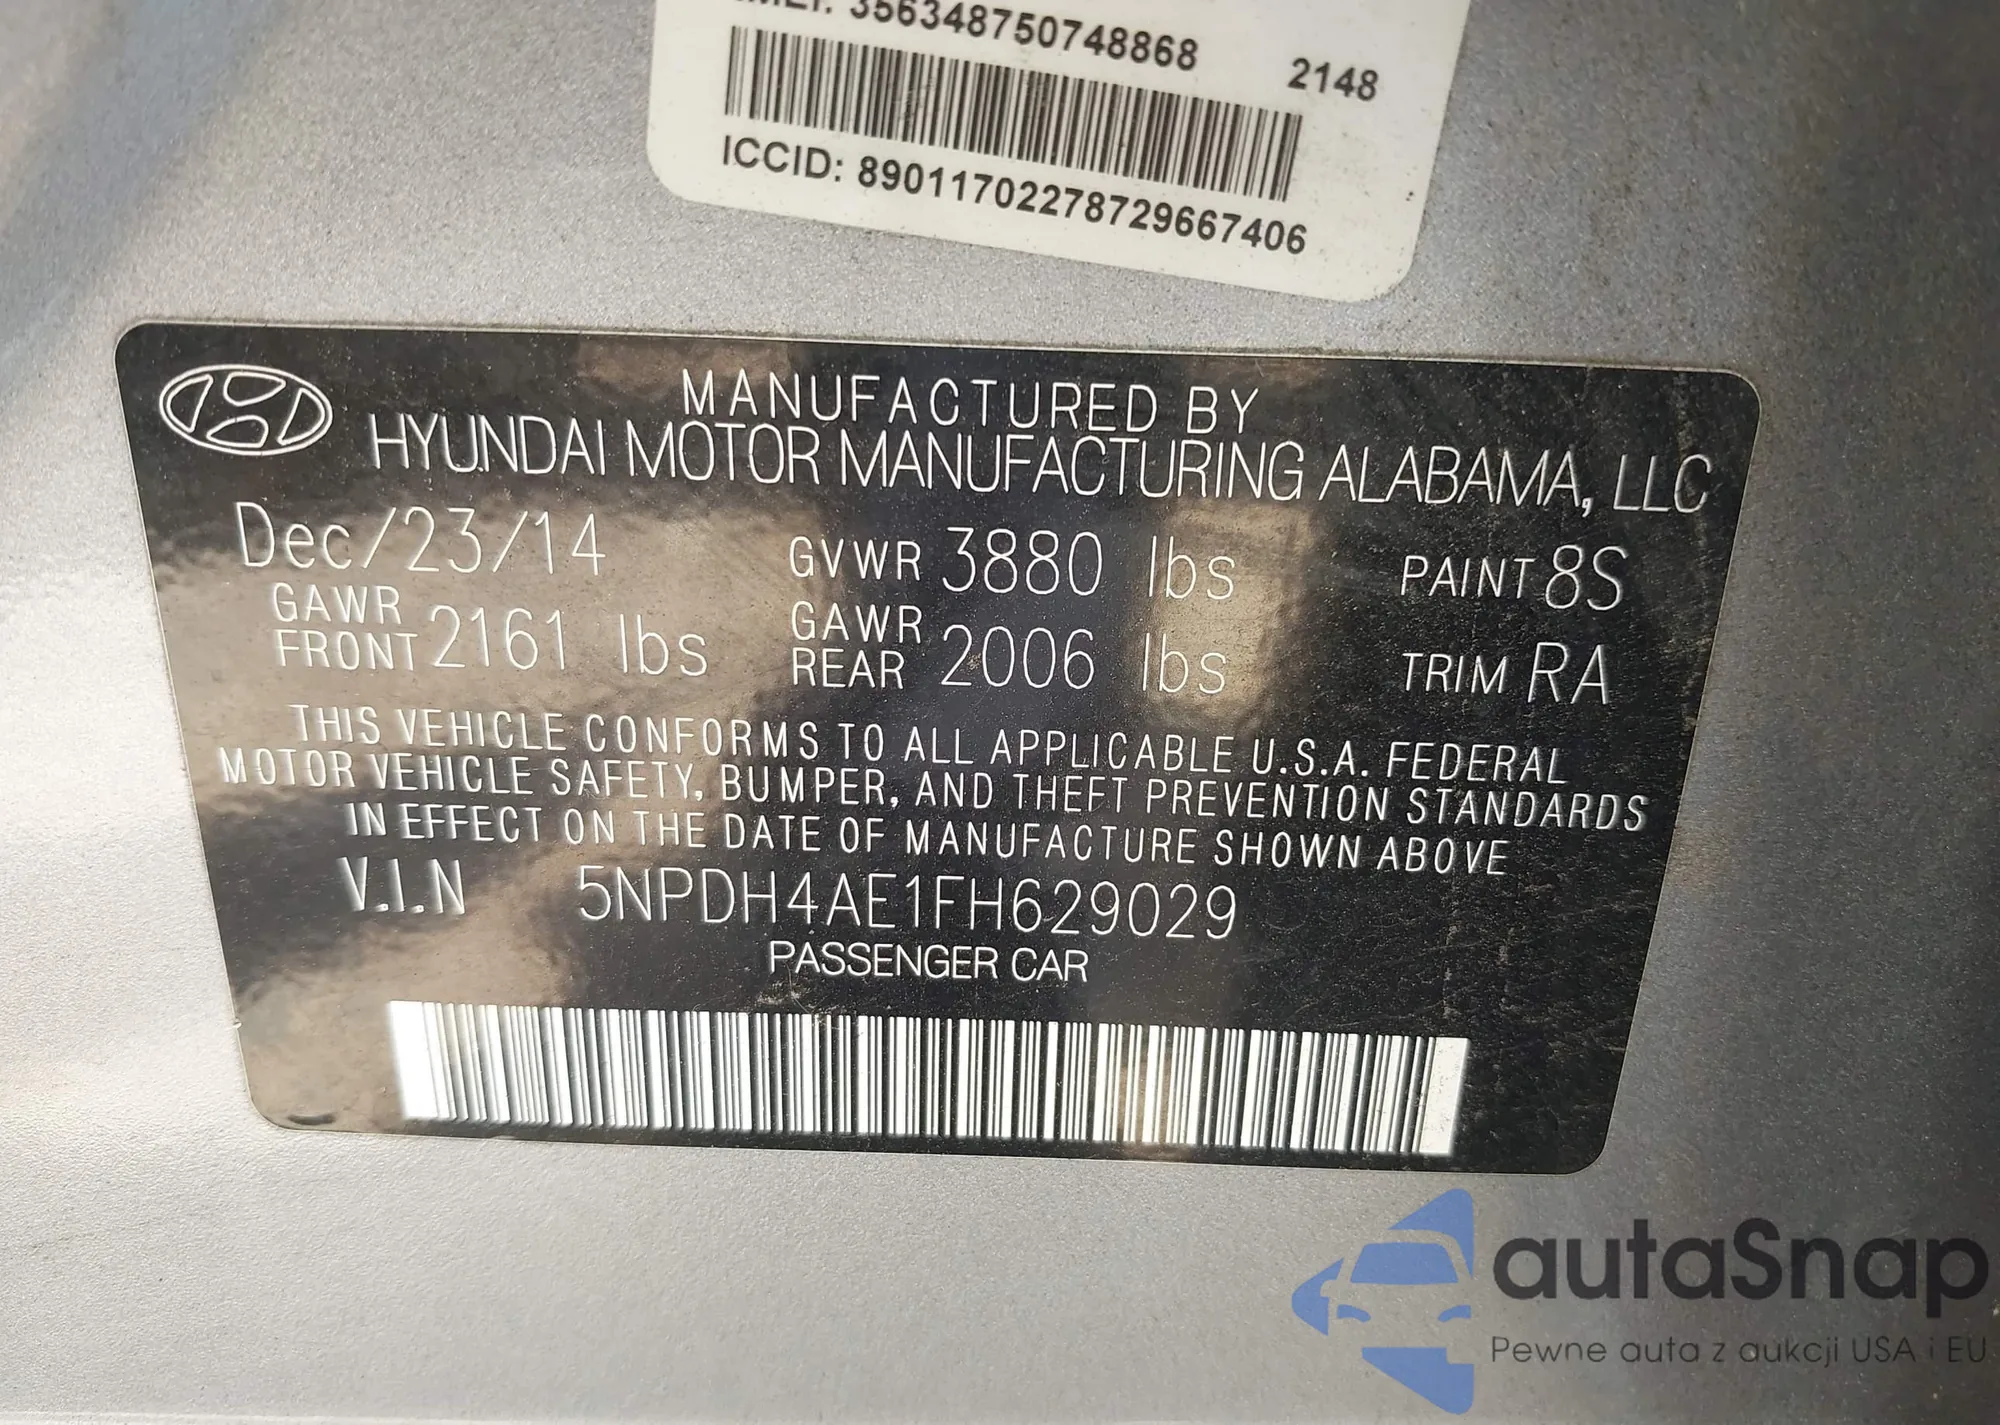 IMEI: 356348750748868
2148
ICCID: 89011702278729667406
MANUFACTURED BY
HYUNDAI MOTOR MANUFACTURING ALABAMA, LLC
Dec/23/14 GVWR 3880 lbs PAINT 8S
GAWR FRONT 2161 lbs GAWR REAR 2006 lbs TRIM RA
THIS VEHICLE CONFORMS TO ALL APPLICABLE U.S.A. FEDERAL
MOTOR VEHICLE SAFETY, BUMPER, AND THEFT PREVENTION STANDARDS
IN EFFECT ON THE DATE OF MANUFACTURE SHOWN ABOVE
V.I.N 5NPDH4AE1FH629029
PASSENGER CAR
autaSnap
Pewne auta z aukcji USA i EU